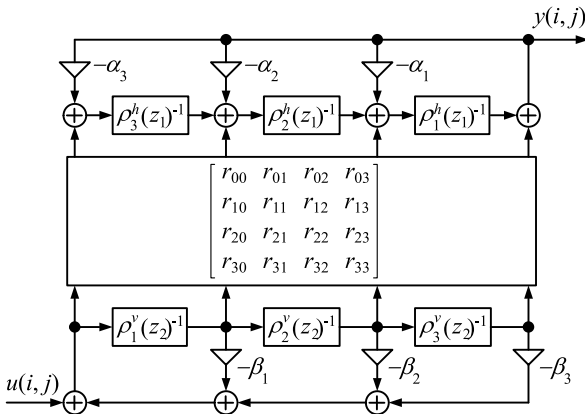 y(i, j)
−α₃ −α₂ −α₁
ρ₃ʰ(z₁)⁻¹ ρ₂ʰ(z₁)⁻¹ ρ₁ʰ(z₁)⁻¹
r₀₀ r₀₁ r₀₂ r₀₃
r₁₀ r₁₁ r₁₂ r₁₃
r₂₀ r₂₁ r₂₂ r₂₃
r₃₀ r₃₁ r₃₂ r₃₃
ρ₁ᵛ(z₂)⁻¹ ρ₂ᵛ(z₂)⁻¹ ρ₃ᵛ(z₂)⁻¹
−β₁ −β₂ −β₃
u(i, j)